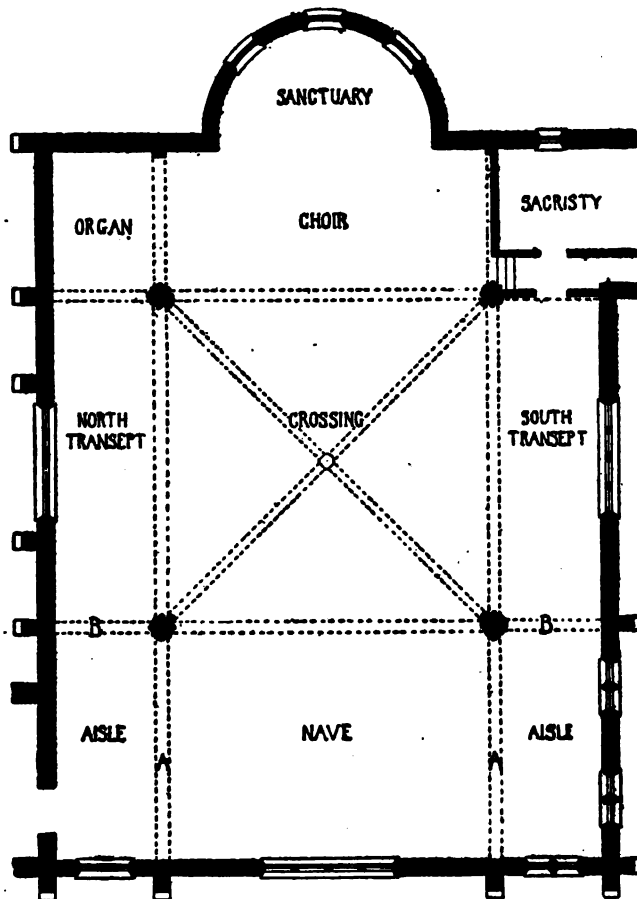 SANCTUARY
ORGAN
CHOIR
SACRISTY
NORTH
TRANSEPT
CROSSING
SOUTH
TRANSEPT
B
B
AISLE
NAVE
AISLE
A
A